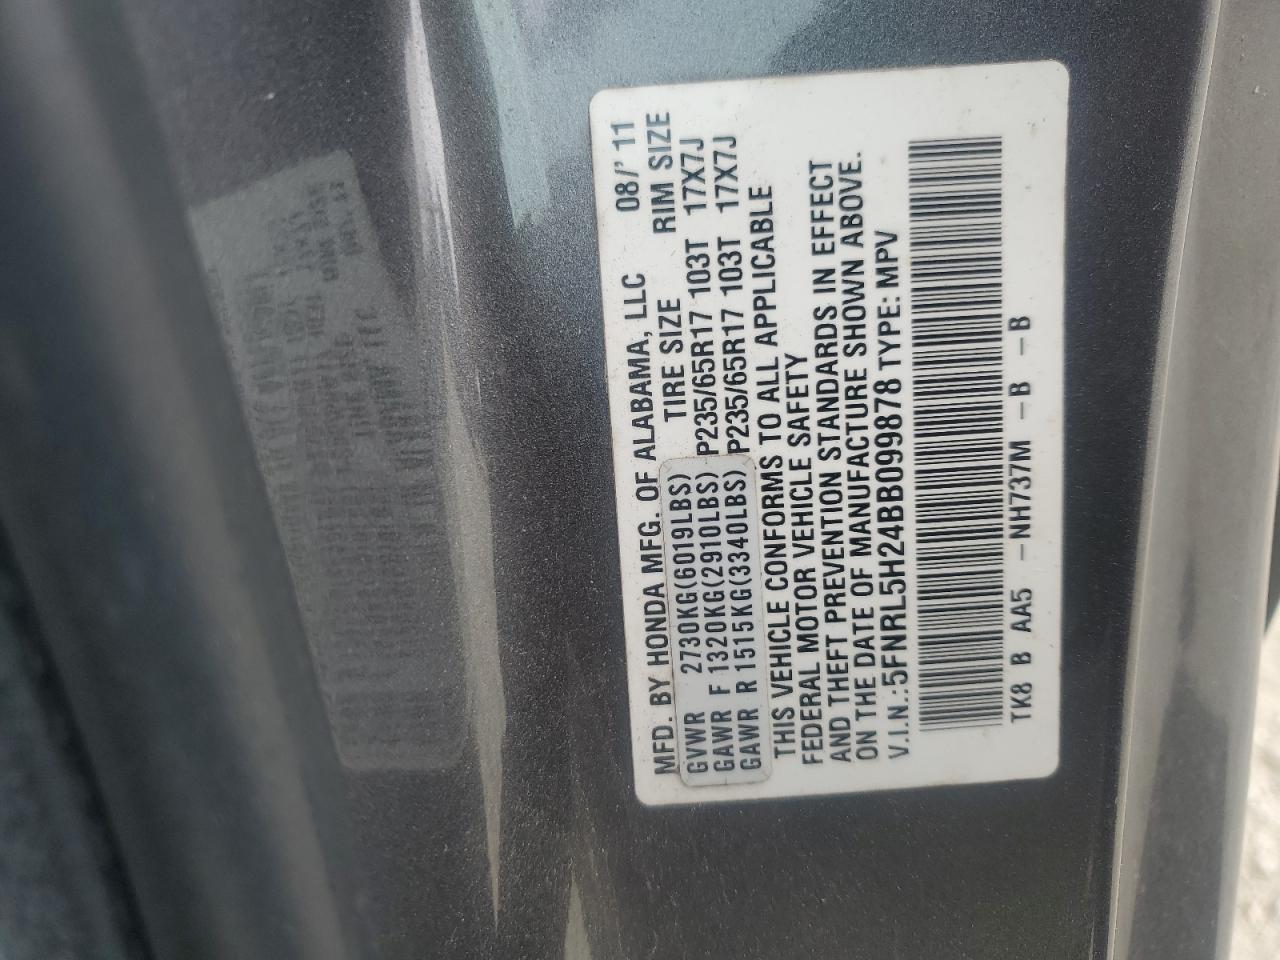 MFD. BY HONDA MFG. OF ALABAMA, LLC 08/'11
GVWR 2730KG(6019LBS) TIRE SIZE RIM SIZE
GAWR F 1320KG(2910LBS) P235/65R17 103T 17X7J
GAWR R 1515KG(3340LBS) P235/65R17 103T 17X7J
THIS VEHICLE CONFORMS TO ALL APPLICABLE
FEDERAL MOTOR VEHICLE SAFETY
AND THEFT PREVENTION STANDARDS IN EFFECT
ON THE DATE OF MANUFACTURE SHOWN ABOVE.
V.I.N.:5FNRL5H24BB099878 TYPE: MPV
TK8 B AA5 -NH737M -B -B